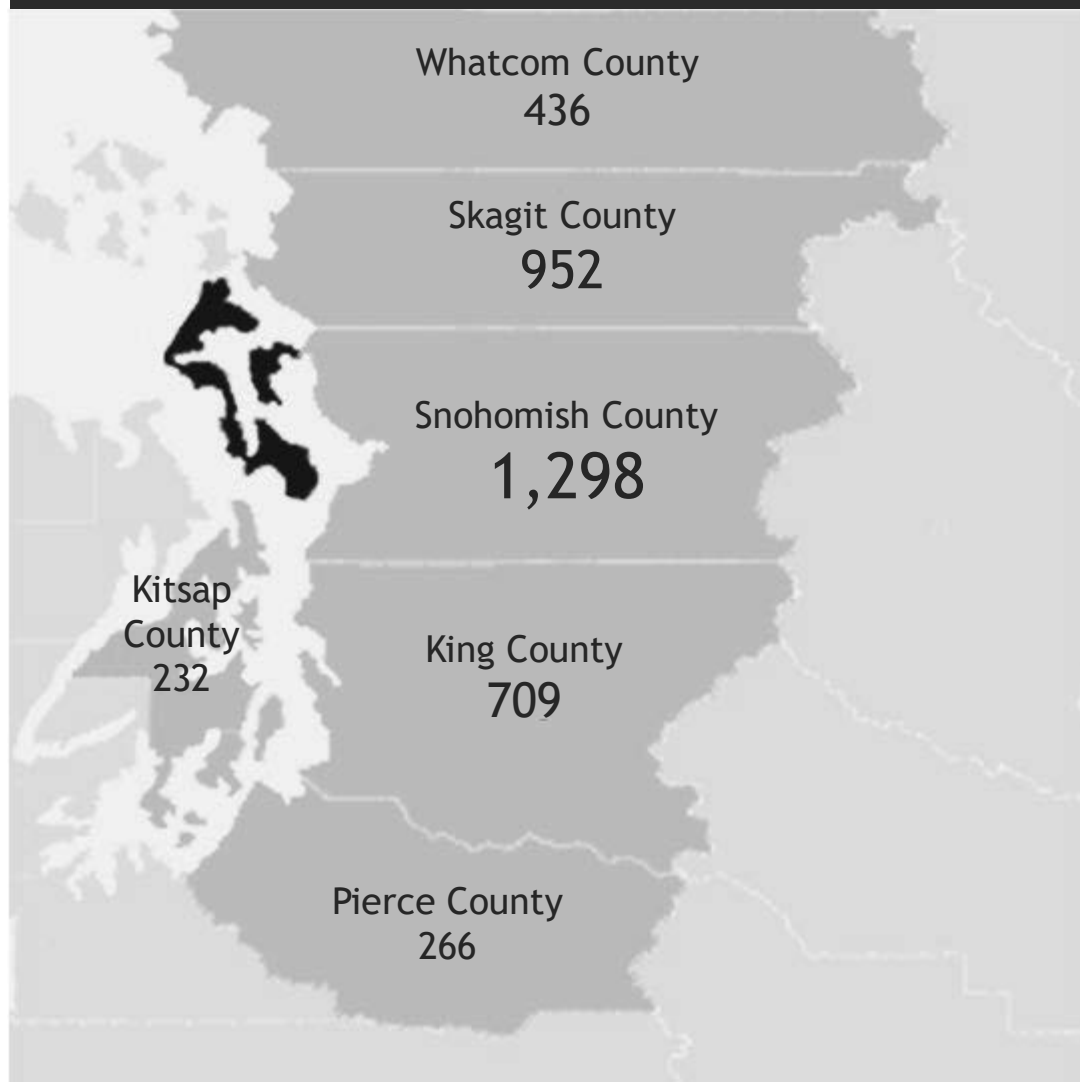 Whatcom County
436
Skagit County
952
Snohomish County
1,298
Kitsap
County
232
King County
709
Pierce County
266